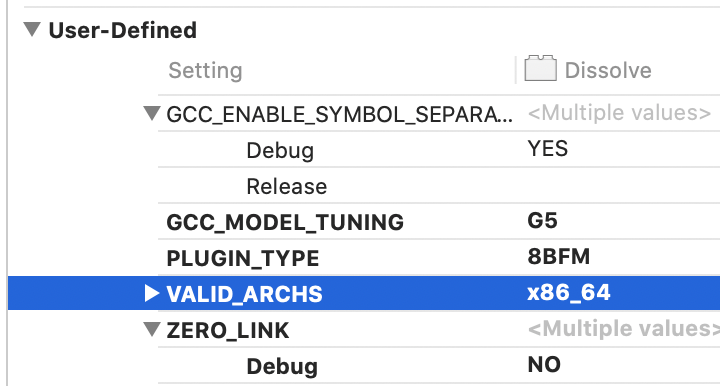 User-Defined
Setting Dissolve
GCC_ENABLE_SYMBOL_SEPARA... <Multiple values>
Debug YES
Release
GCC_MODEL_TUNING G5
PLUGIN_TYPE 8BFM
VALID_ARCHS x86_64
ZERO_LINK <Multiple values>
Debug NO